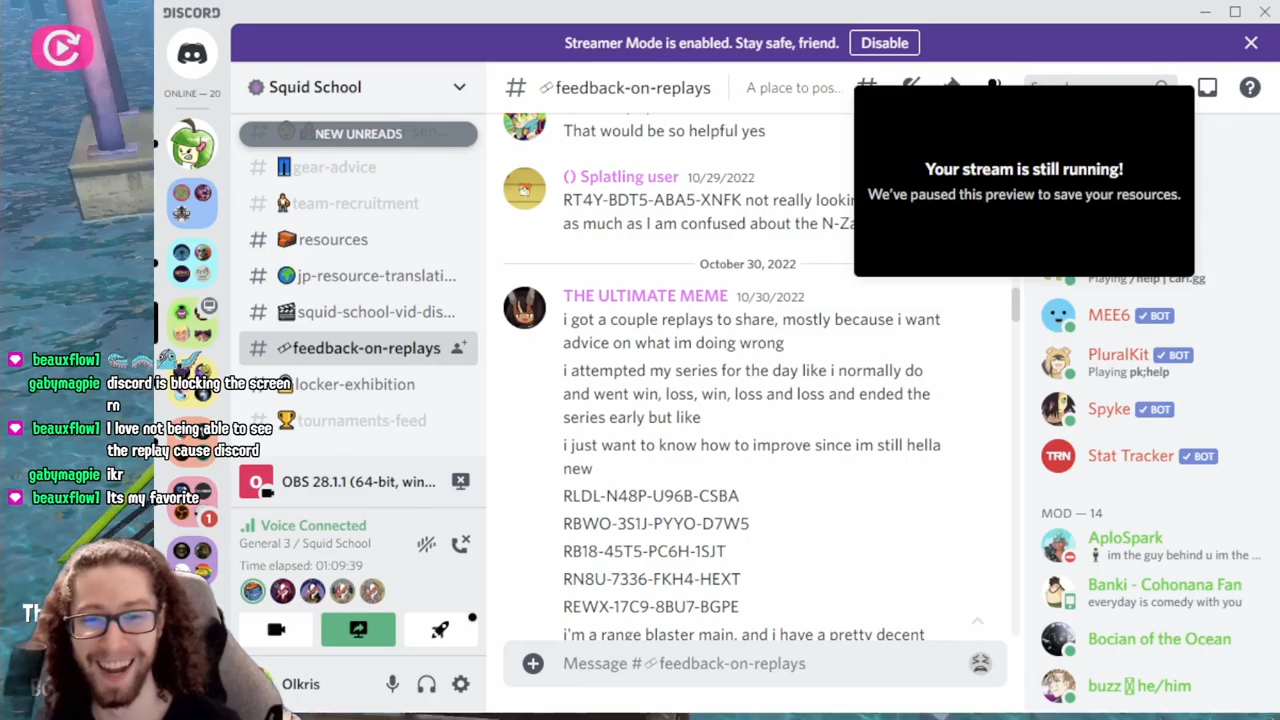 DISCORD
Streamer Mode is enabled. Stay safe, friend.
Disable
ONLINE — 20
Squid School
NEW UNREADS
gear-advice
team-recruitment
resources
jp-resource-translati...
squid-school-vid-dis...
feedback-on-replays
locker-exhibition
tournaments-feed
OBS 28.1.1 (64-bit, win...
Voice Connected
General 3 / Squid School
Time elapsed: 01:09:39
Olkris
feedback-on-replays
A place to pos...
That would be so helpful yes
() Splatling user 10/29/2022
RT4Y-BDT5-ABA5-XNFK not really lookin
as much as I am confused about the N-Za
October 30, 2022
THE ULTIMATE MEME 10/30/2022
i got a couple replays to share, mostly because i want
advice on what im doing wrong
i attempted my series for the day like i normally do
and went win, loss, win, loss and loss and ended the
series early but like
i just want to know how to improve since im still hella
new
RLDL-N48P-U96B-CSBA
RBWO-3S1J-PYYO-D7W5
RB18-45T5-PC6H-1SJT
RN8U-7336-FKH4-HEXT
REWX-17C9-8BU7-BGPE
i'm a range blaster main, and i have a pretty decent
Message # feedback-on-replays
Your stream is still running!
We've paused this preview to save your resources.
Playing /help | carl.gg
MEE6 BOT
PluralKit BOT
Playing pk;help
Spyke BOT
TRN
Stat Tracker BOT
MOD — 14
AploSpark
im the guy behind u im the ...
Banki - Cohonana Fan
everyday is comedy with you
Bocian of the Ocean
buzz he/him
beauxflow1
gabymagpie discord is blocking the screen
rn
beauxflow1 I love not being able to see
the replay cause discord
gabymagpie ikr
beauxflow1 Its my favorite
1